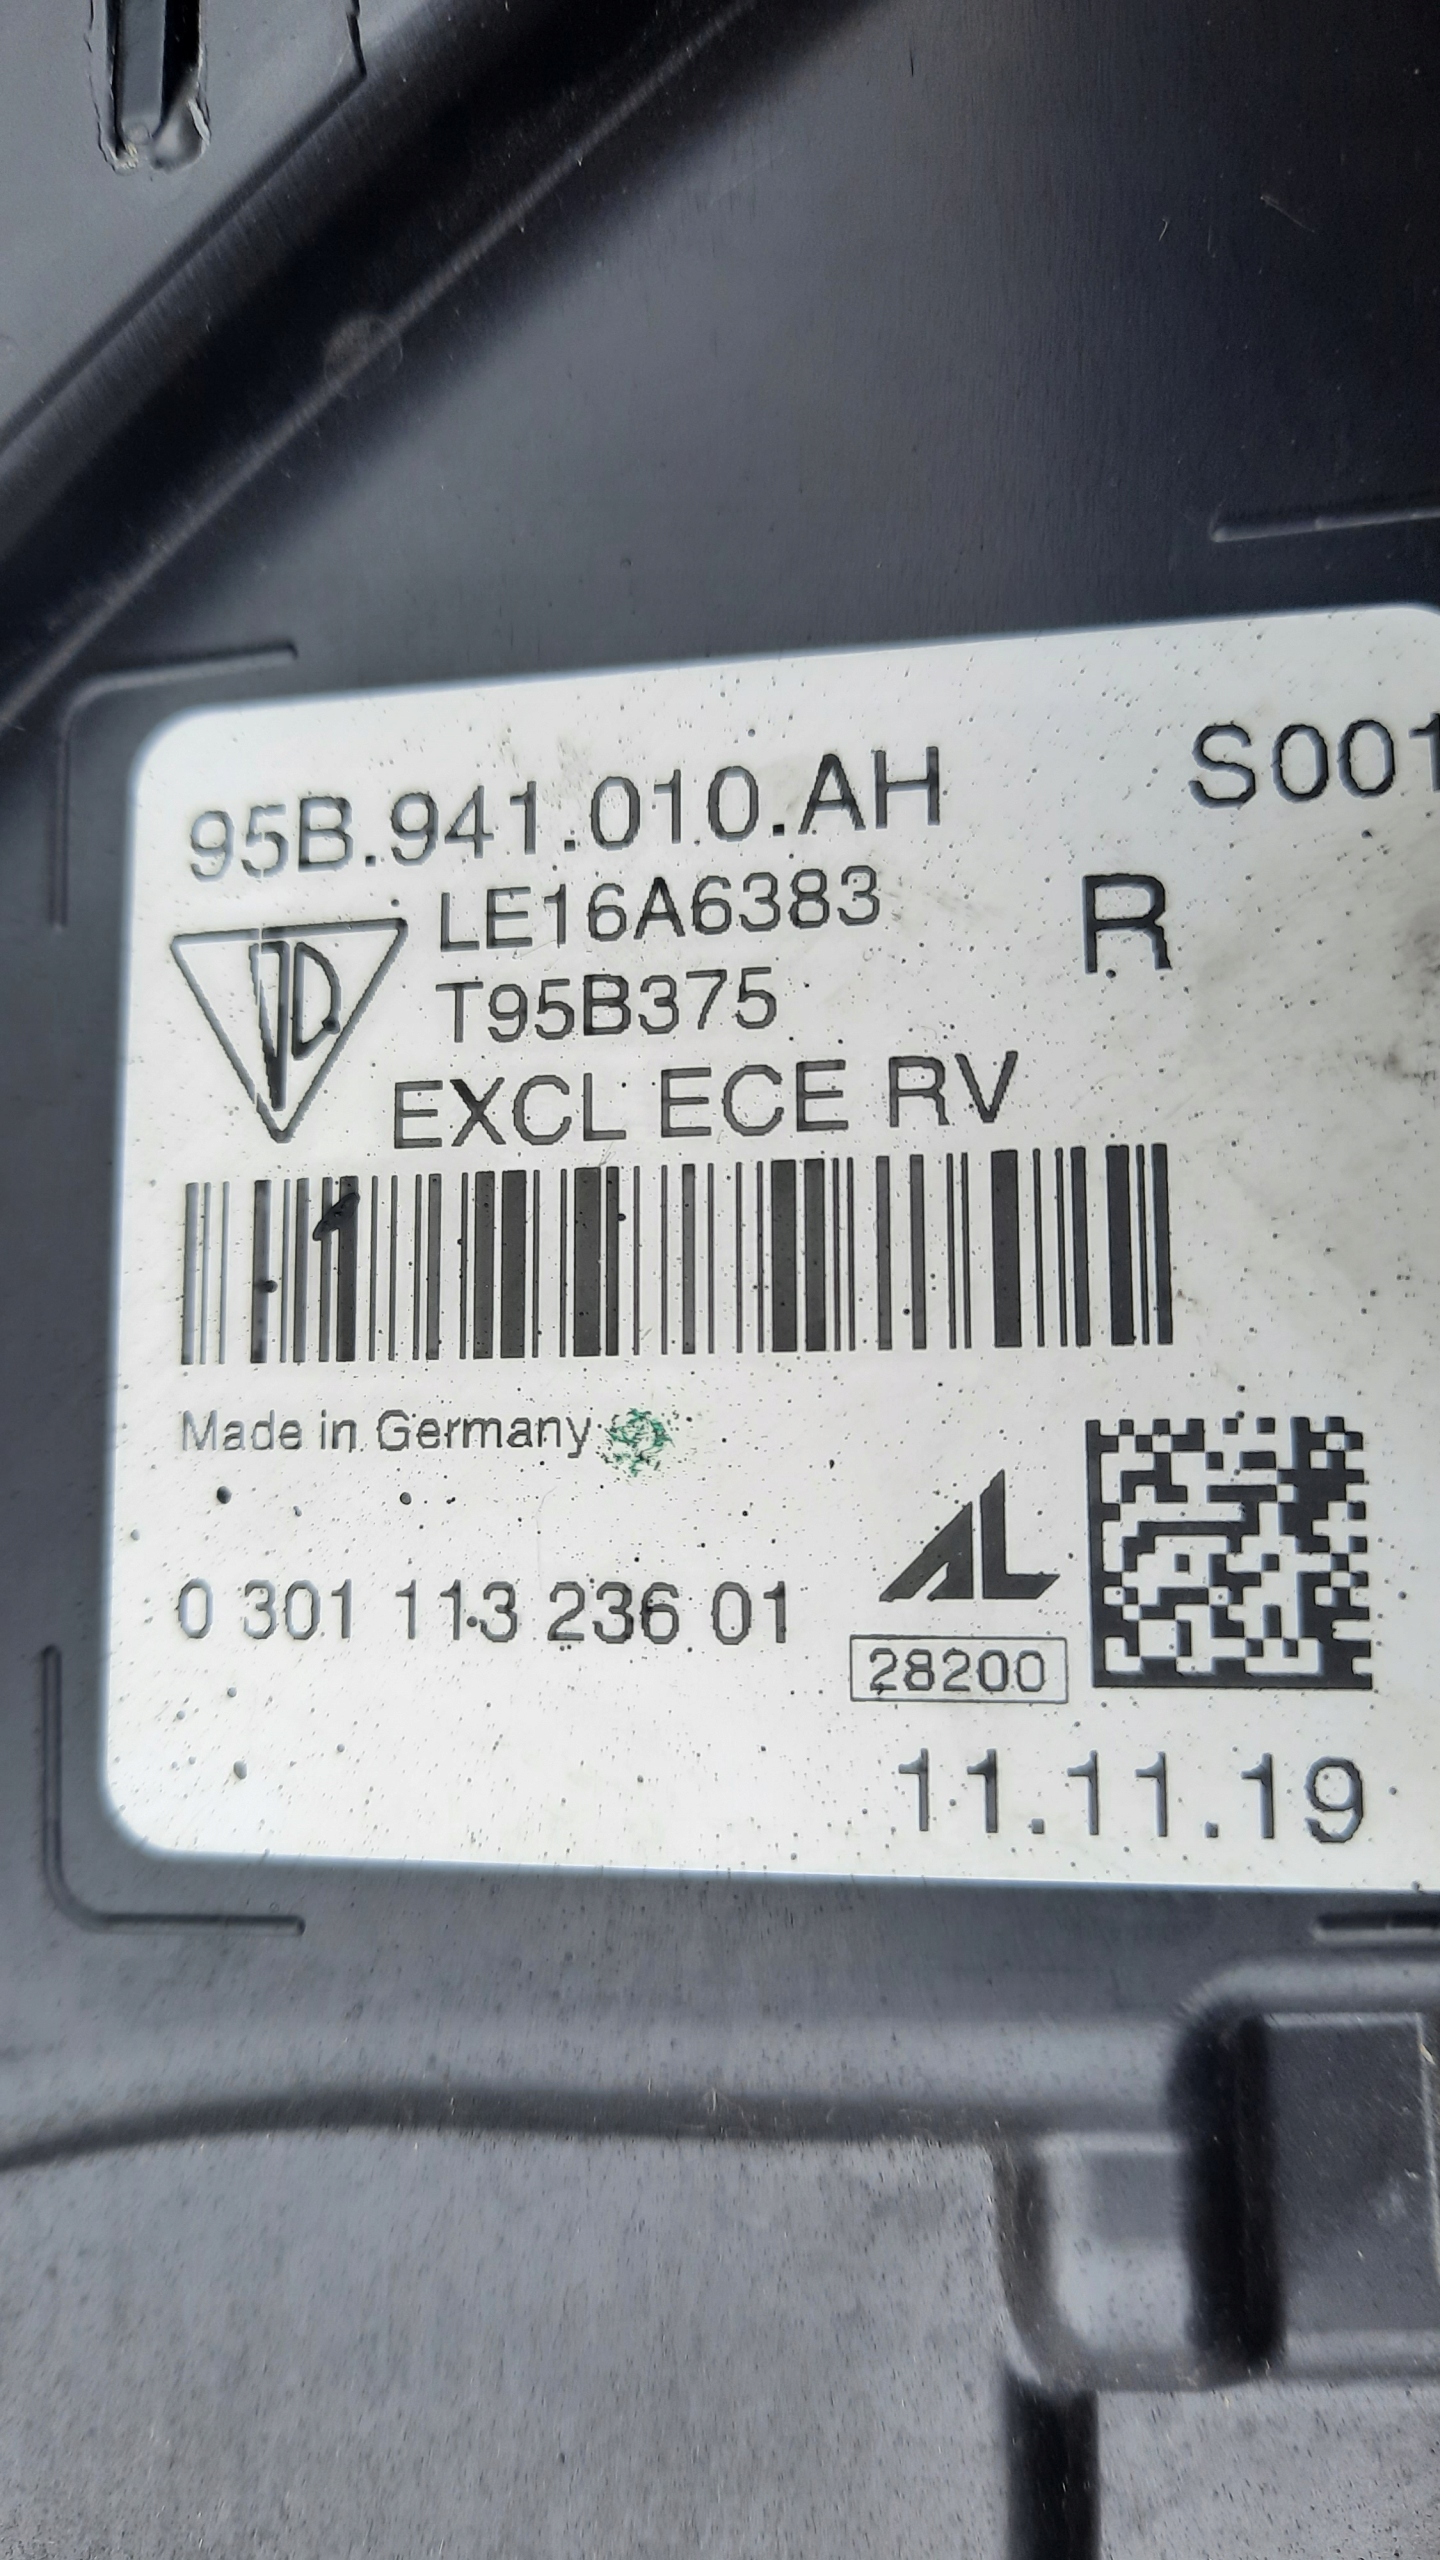 95B.941.010.AH S001
LE16A6383 R
T95B375
EXCL ECE RV
Made in Germany
AL
0 301 113 236 01
28200
11.11.19